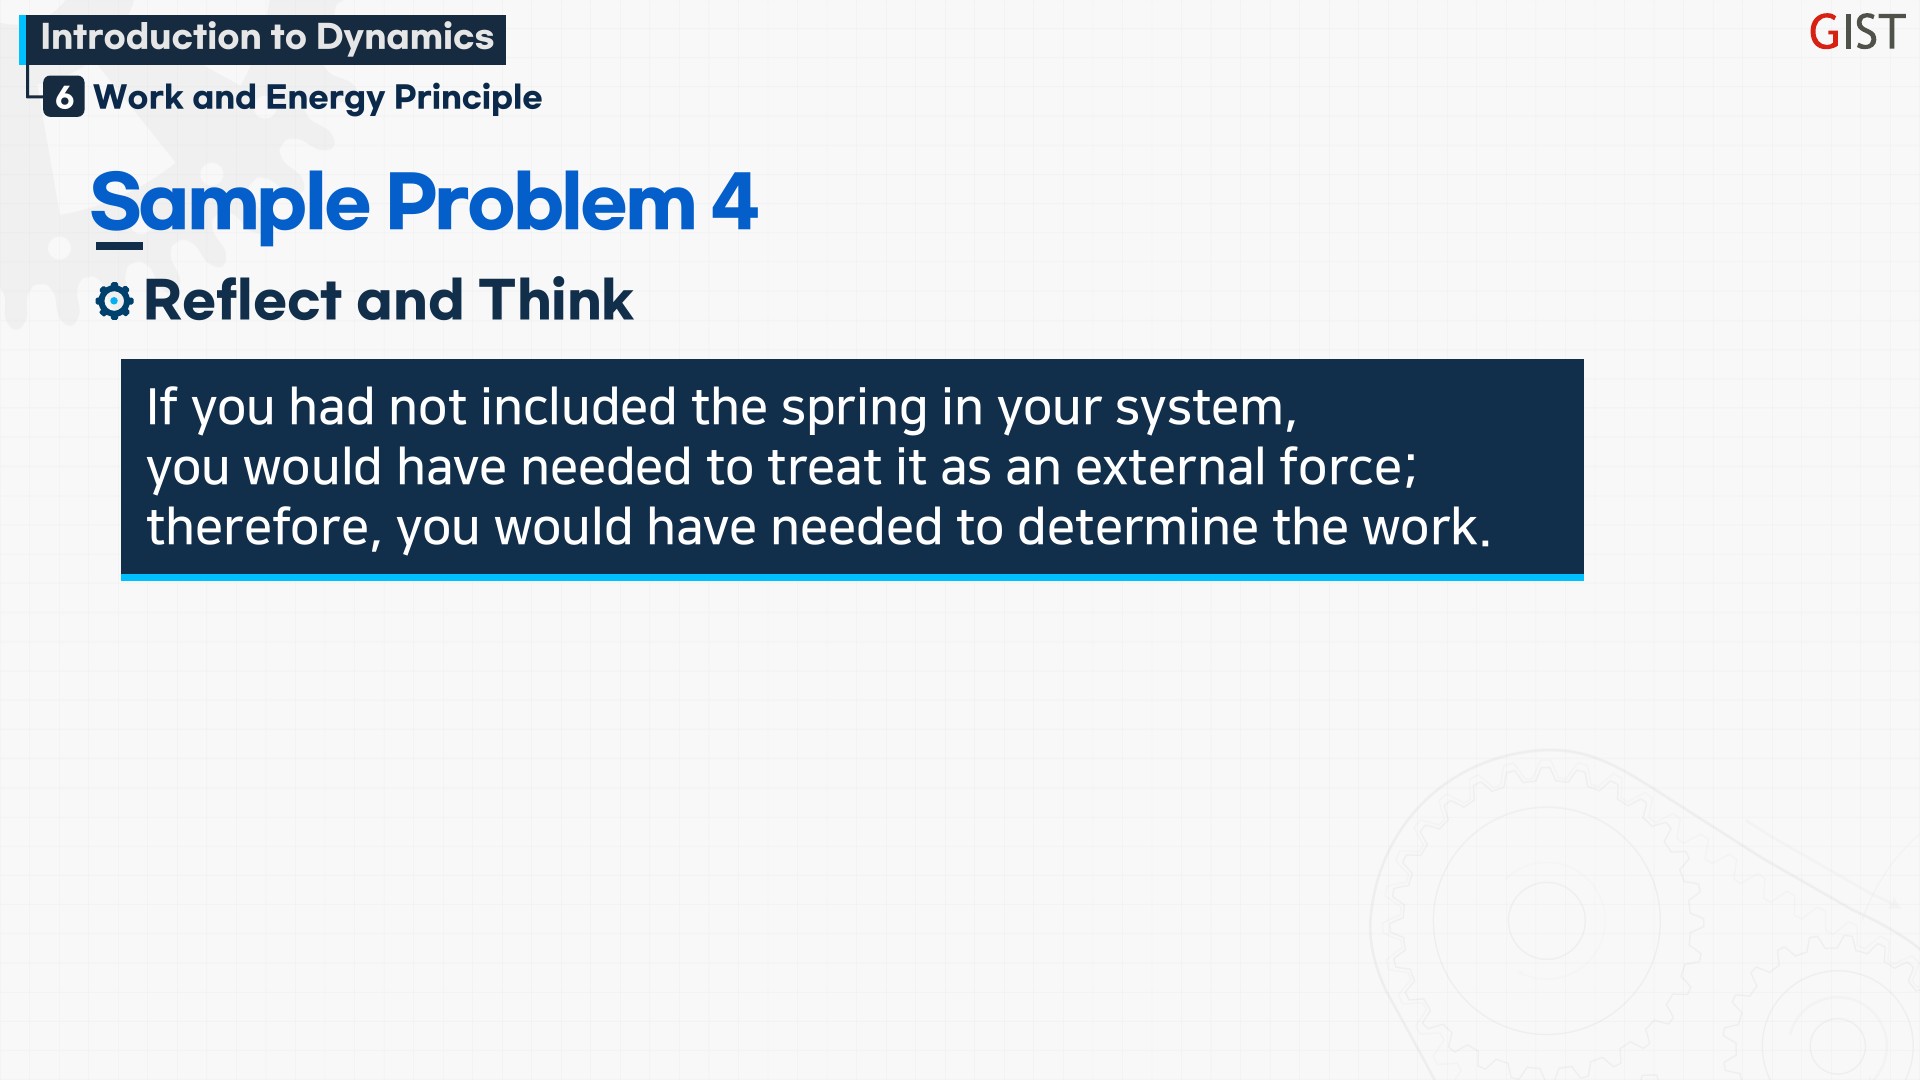 Introduction to Dynamics
GIST
6 Work and Energy Principle
Sample Problem 4
Reflect and Think
If you had not included the spring in your system,
you would have needed to treat it as an external force;
therefore, you would have needed to determine the work.